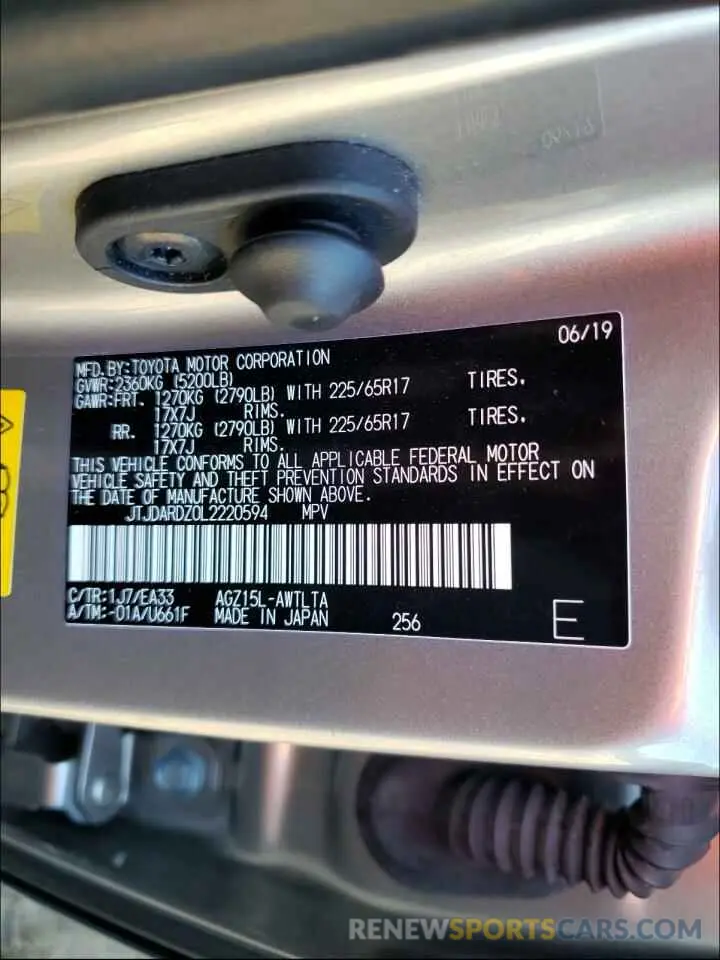 06/19
MFD.BY:TOYOTA MOTOR CORPORATION
GVWR:2360KG (5200LB)
GAWR:FRT. 1270KG (2790LB) WITH 225/65R17 TIRES.
17X7J RIMS.
RR. 1270KG (2790LB) WITH 225/65R17 TIRES.
17X7J RIMS.
THIS VEHICLE CONFORMS TO ALL APPLICABLE FEDERAL MOTOR
VEHICLE SAFETY AND THEFT PREVENTION STANDARDS IN EFFECT ON
THE DATE OF MANUFACTURE SHOWN ABOVE.
JTJDARDZ0L2220594 MPV
C/TR:1J7/EA33 AGZ15L-AWTLTA
A/TM:-01A/U661F MADE IN JAPAN 256 E
RENEWSPORTSCARS.COM